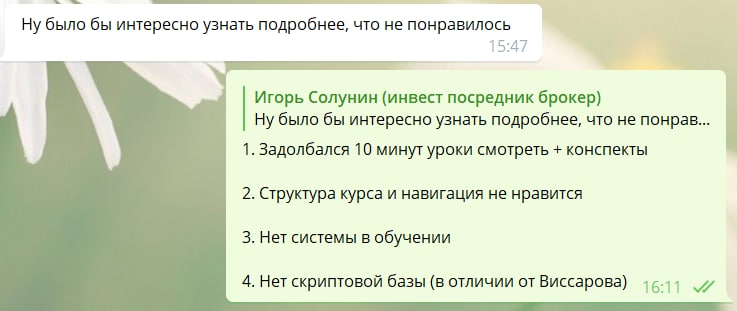 Ну было бы интересно узнать подробнее, что не понравилось
15:47
Игорь Солунин (инвест посредник брокер)
Ну было бы интересно узнать подробнее, что не понрав...
1. Задолбался 10 минут уроки смотреть + конспекты
2. Структура курса и навигация не нравится
3. Нет системы в обучении
4. Нет скриптовой базы (в отличии от Виссарова) 16:11